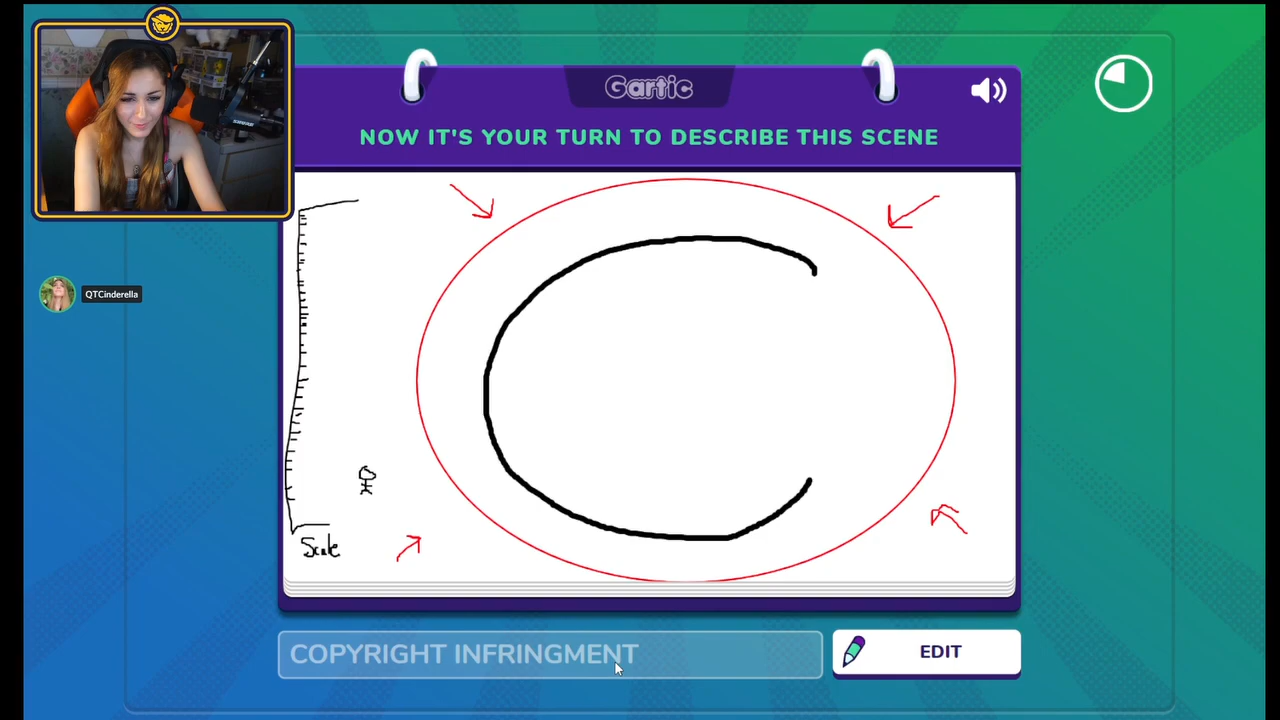 Gartic
NOW IT'S YOUR TURN TO DESCRIBE THIS SCENE
QTCinderella
Scale
COPYRIGHT INFRINGMENT
EDIT